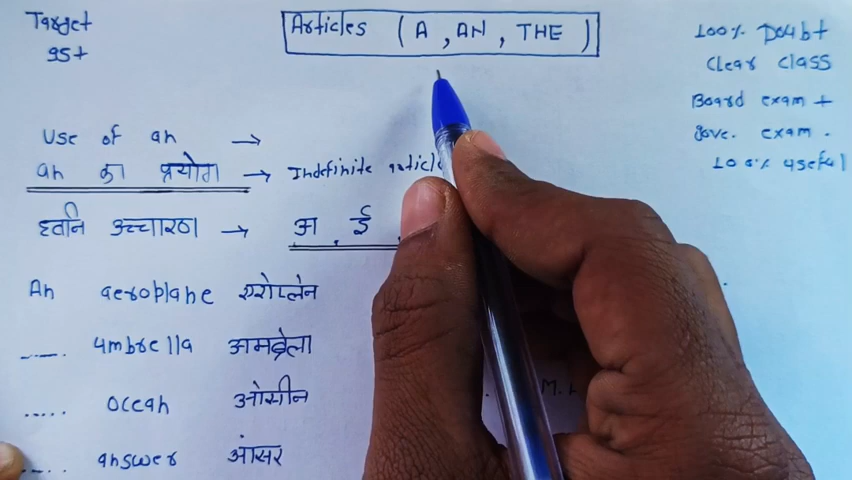 Target
95+
Articles (A, AN, THE)
100% Doubt
Clear class
Board exam +
gove. exam.
100% useful
Use of an →
an का प्रयोग → Indefinite article
ध्वनि उच्चारण → अ . ई .
An aeroplane एरोप्लेन
---- umbrella अमब्रेला
..... ocean ओसीन
M.
..... answer आंसर